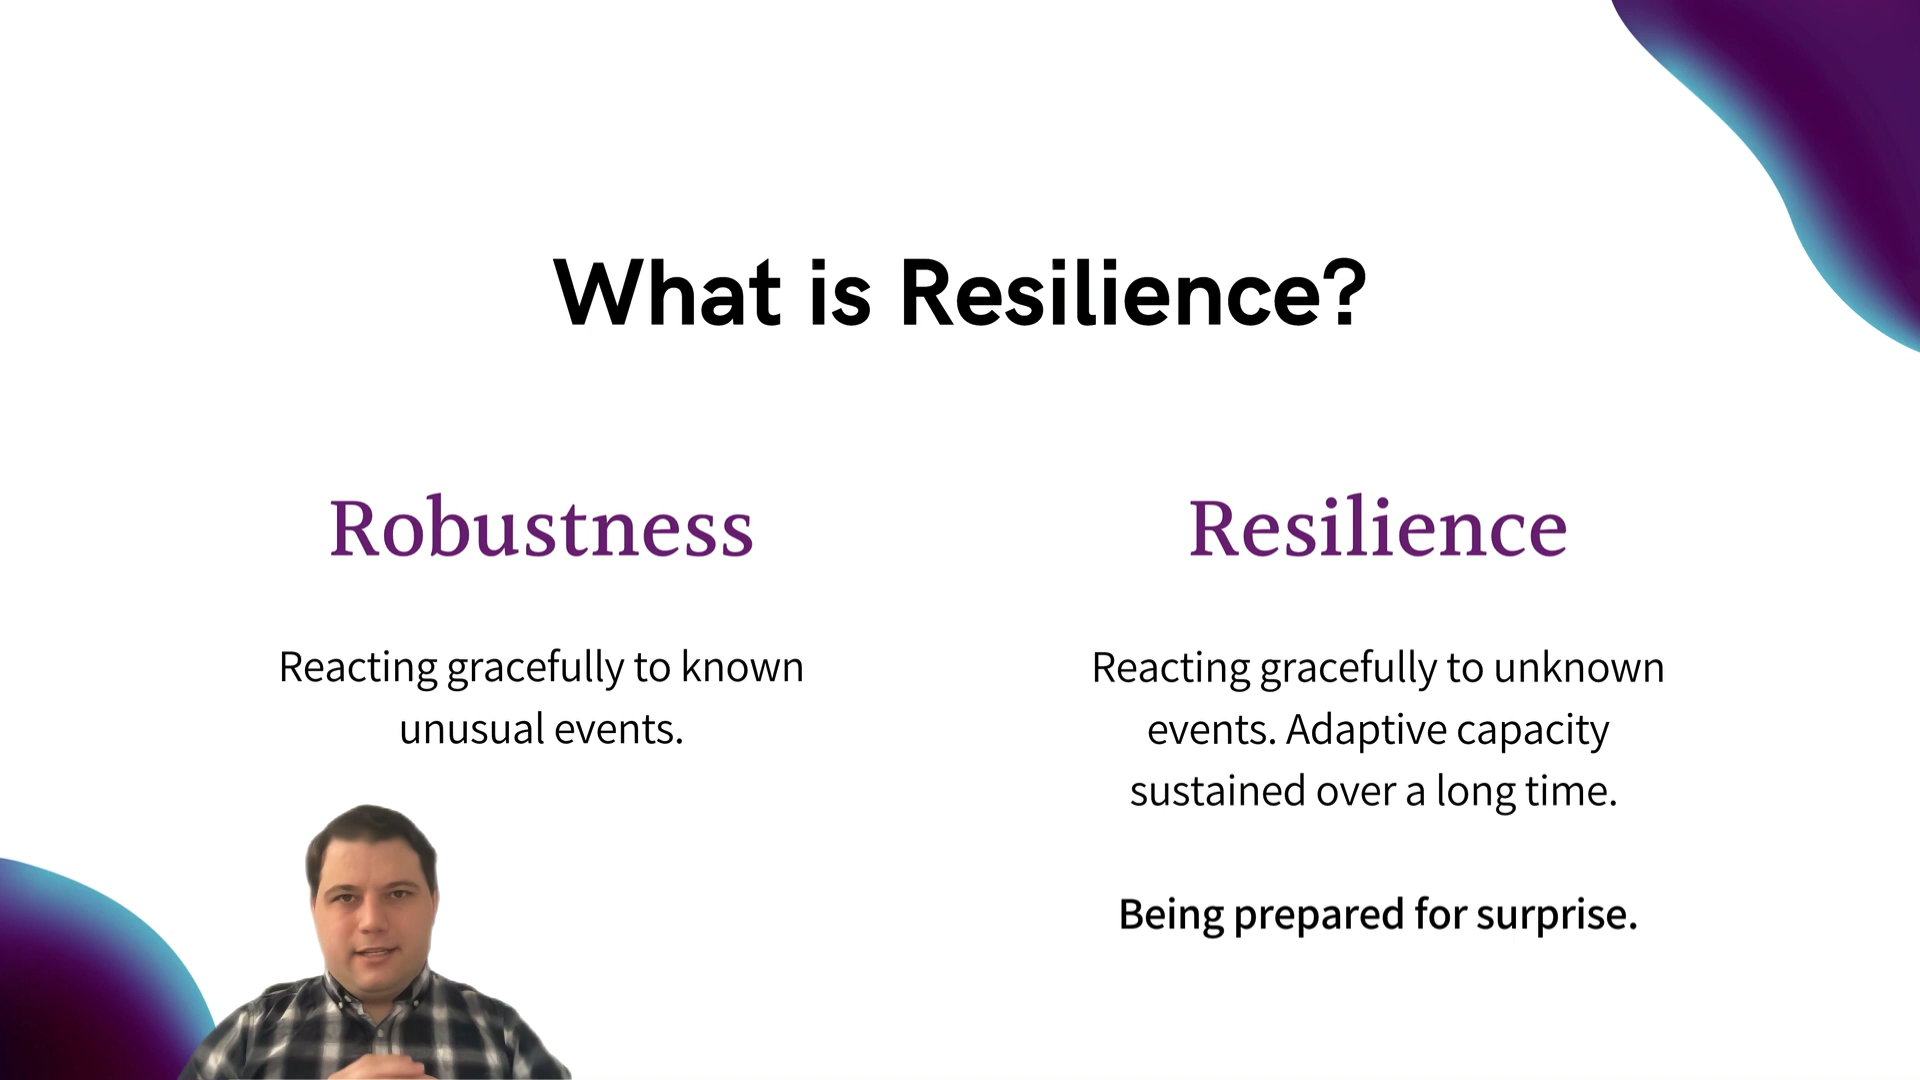 What is Resilience?
Robustness
Reacting gracefully to known
unusual events.
Resilience
Reacting gracefully to unknown
events. Adaptive capacity
sustained over a long time.
Being prepared for surprise.